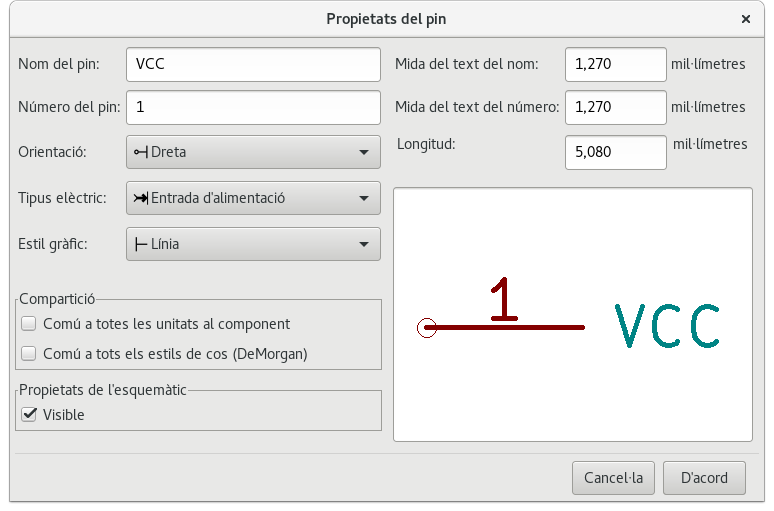 Propietats del pin
Nom del pin: VCC
Número del pin: 1
Orientació: Dreta
Tipus elèctric: Entrada d'alimentació
Estil gràfic: Línia
Mida del text del nom: 1,270 mil·límetres
Mida del text del número: 1,270 mil·límetres
Longitud: 5,080 mil·límetres
Compartició
Comú a totes les unitats al component
Comú a tots els estils de cos (DeMorgan)
Propietats de l'esquemàtic
Visible
1 VCC
Cancel·la D'acord